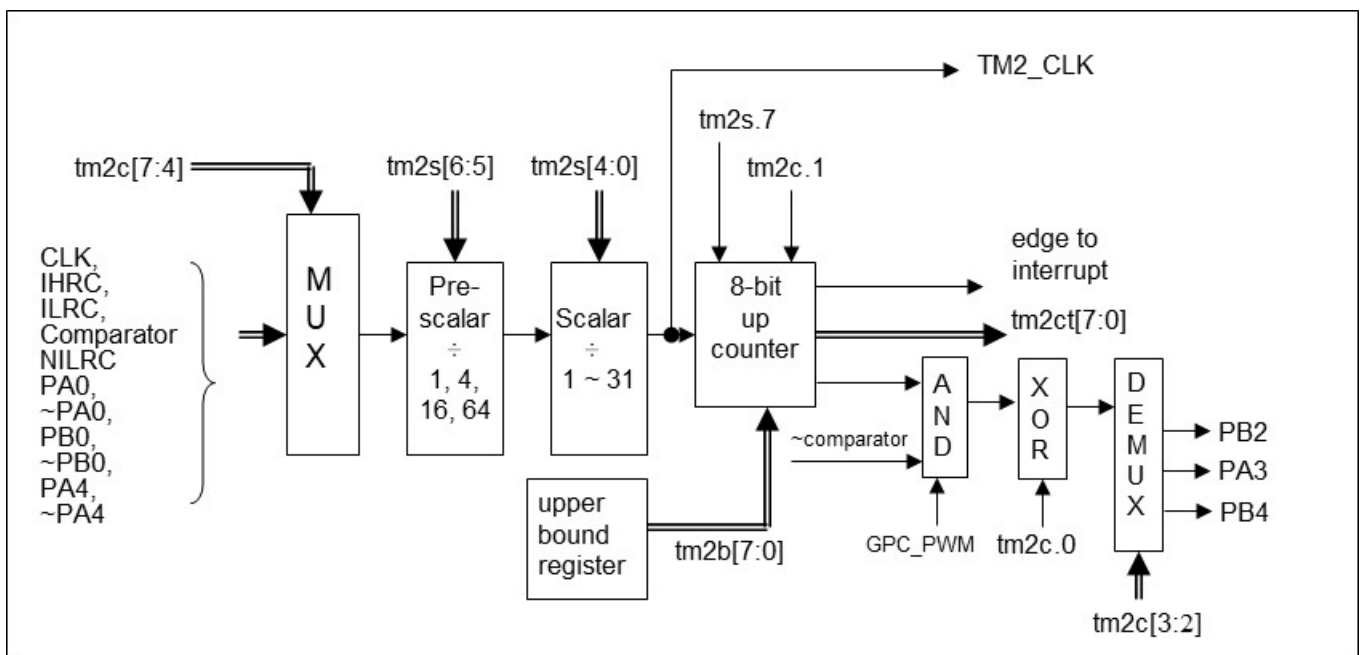 TM2_CLK
tm2s.7
tm2c[7:4]
tm2s[6:5]
tm2s[4:0]
tm2c.1
CLK,
IHRC,
ILRC,
Comparator
NILRC
PA0,
~PA0,
PB0,
~PB0,
PA4,
~PA4
M
U
X
Pre-
scalar
÷
1, 4,
16, 64
Scalar
÷
1 ~ 31
8-bit
up
counter
edge to
interrupt
tm2ct[7:0]
~comparator
A
N
D
X
O
R
D
E
M
U
X
PB2
PA3
PB4
upper
bound
register
tm2b[7:0]
GPC_PWM
tm2c.0
tm2c[3:2]